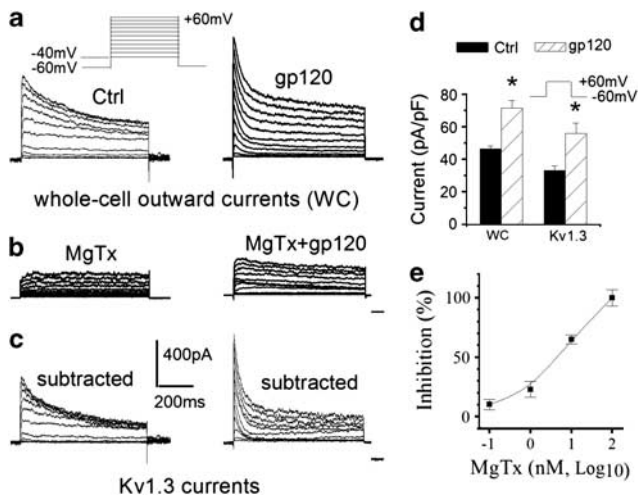 a
+60mV
-40mV
-60mV
Ctrl
gp120
whole-cell outward currents (WC)
b
MgTx
MgTx+gp120
c
subtracted
400pA
200ms
subtracted
Kv1.3 currents
d
Ctrl
gp120
+60mV
-60mV
*
*
Current (pA/pF)
80
60
40
20
0
WC
Kv1.3
e
Inhibition (%)
100
50
0
-1
0
1
2
MgTx (nM, Log10)